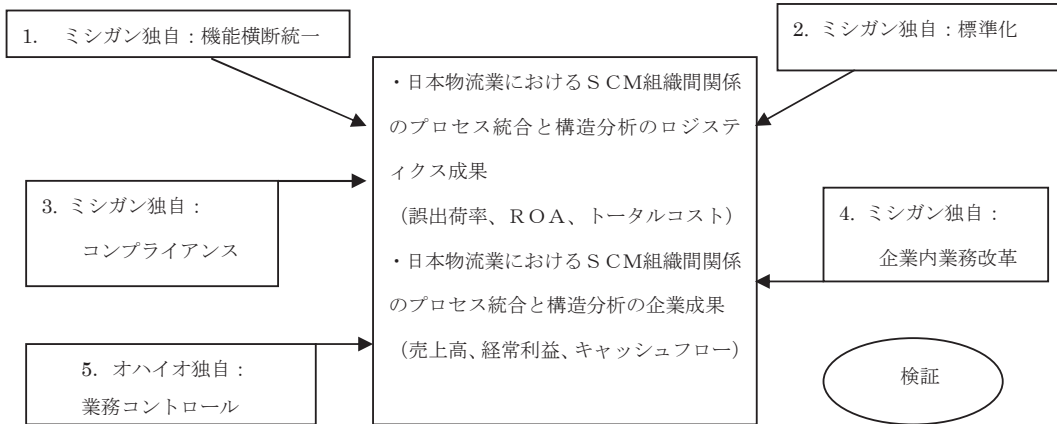 1. ミシガン独自：機能横断統一
2. ミシガン独自：標準化
・日本物流業におけるＳＣＭ組織間関係
のプロセス統合と構造分析のロジステ
ィクス成果
（誤出荷率、ＲＯＡ、トータルコスト）
・日本物流業におけるＳＣＭ組織間関係
のプロセス統合と構造分析の企業成果
（売上高、経常利益、キャッシュフロー）
3. ミシガン独自：
コンプライアンス
4. ミシガン独自：
企業内業務改革
5. オハイオ独自：
業務コントロール
検証